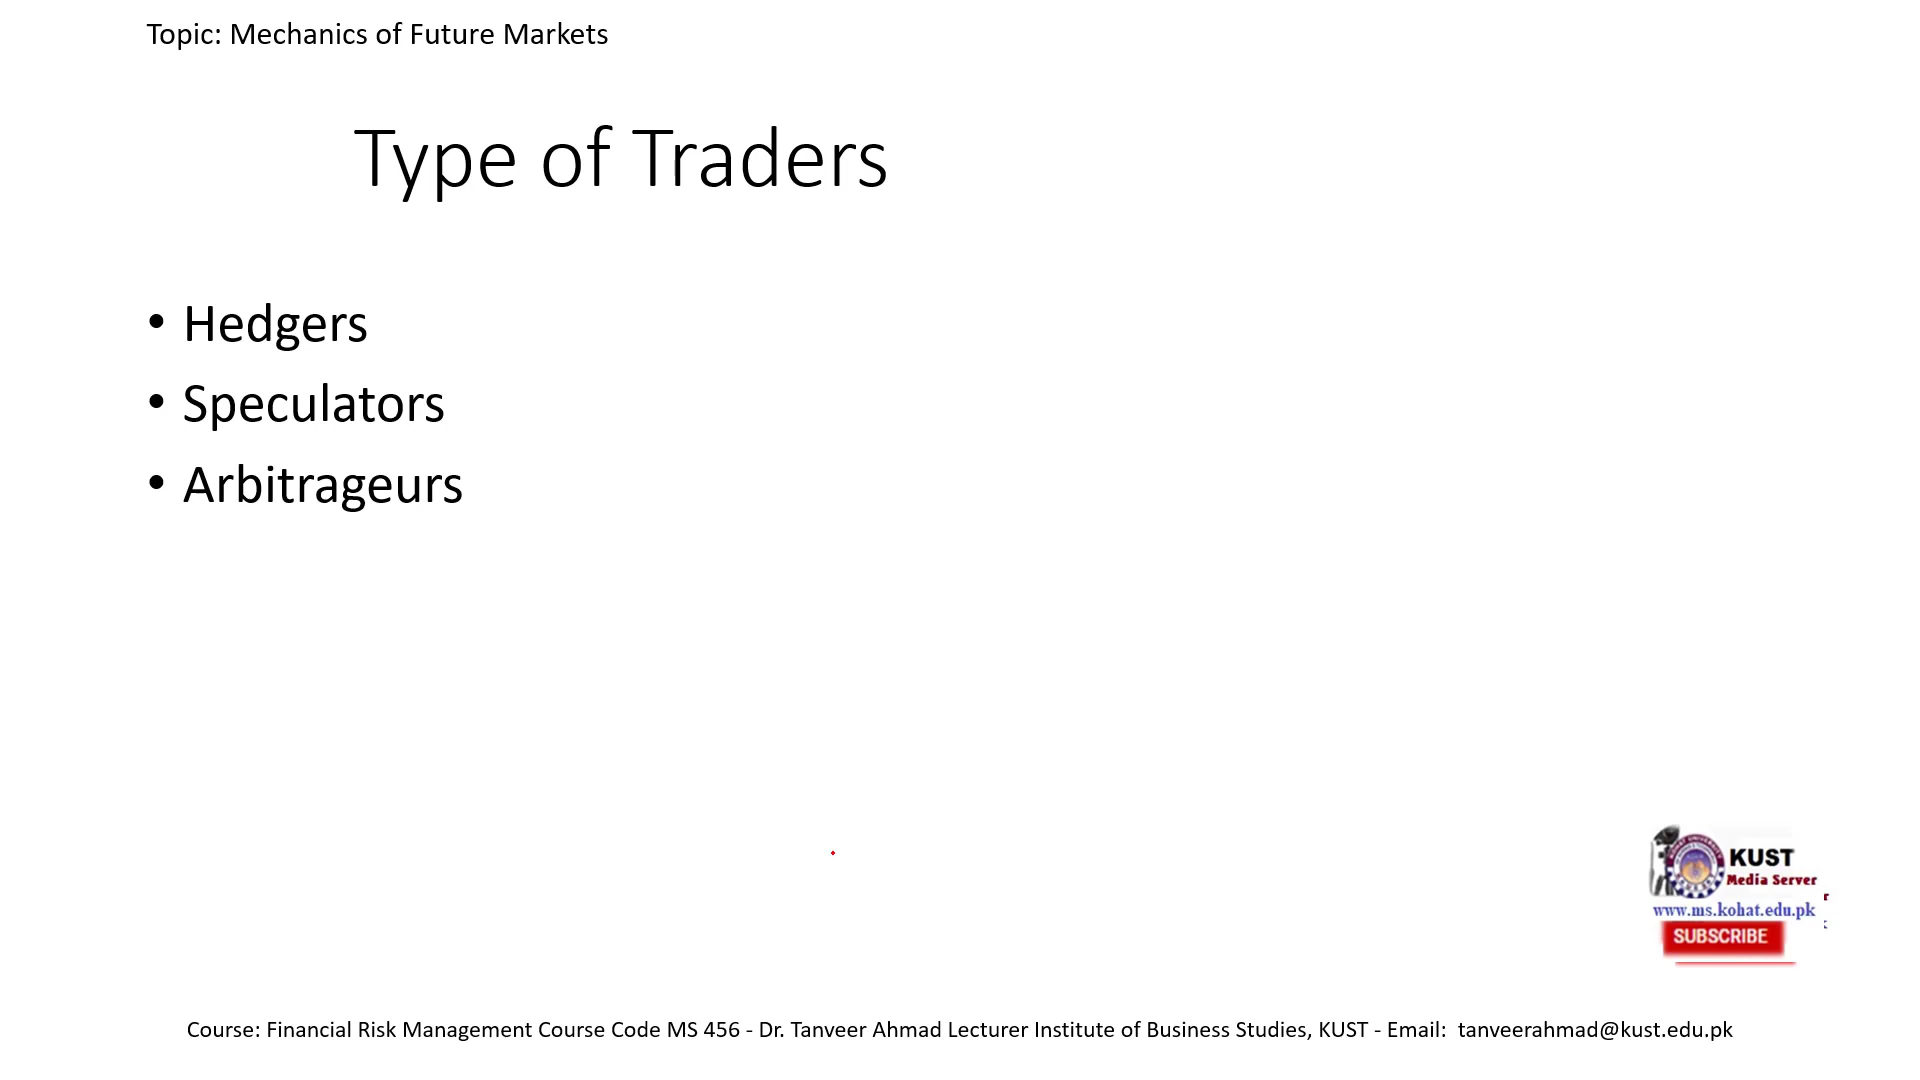 Topic: Mechanics of Future Markets
Type of Traders
• Hedgers
• Speculators
• Arbitrageurs
KUST
Media Server
www.ms.kohat.edu.pk
SUBSCRIBE
Course: Financial Risk Management Course Code MS 456 - Dr. Tanveer Ahmad Lecturer Institute of Business Studies, KUST - Email: tanveerahmad@kust.edu.pk